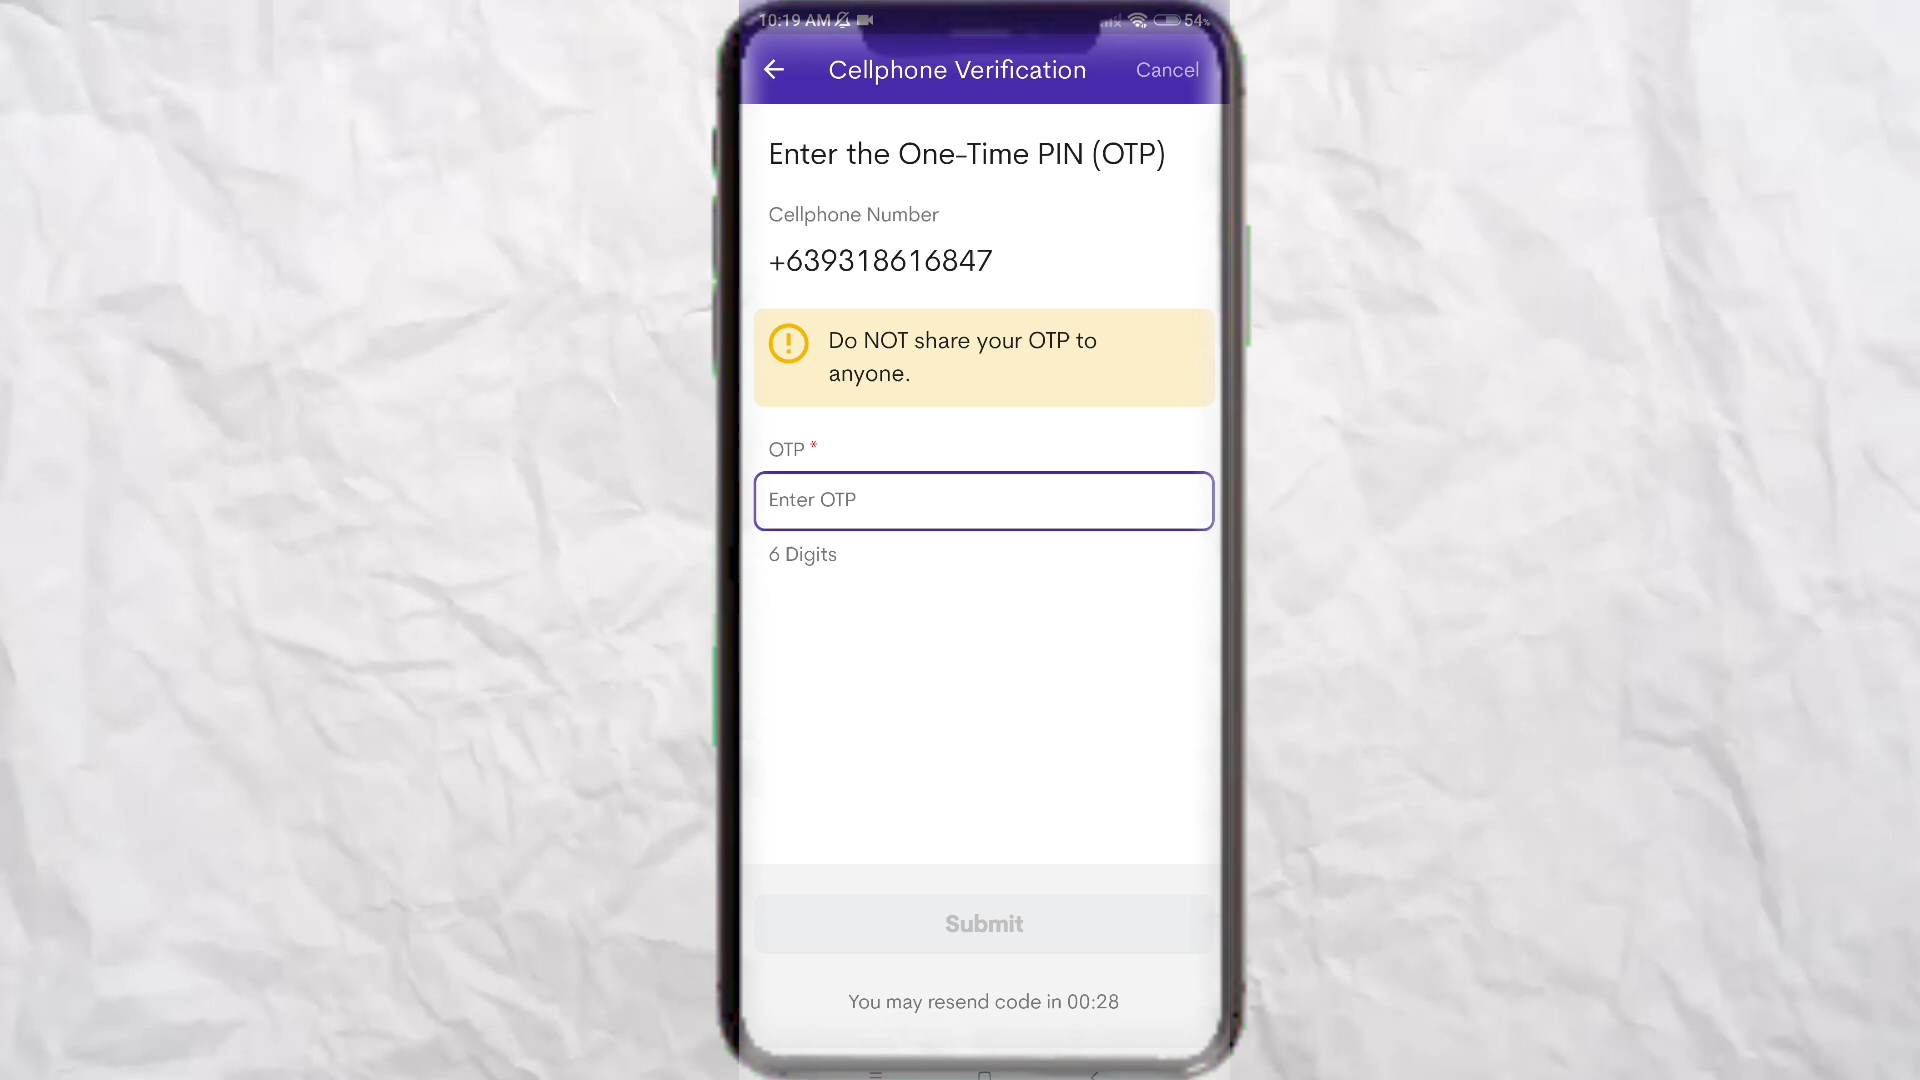 10:19 AM 54%
Cellphone Verification Cancel
Enter the One-Time PIN (OTP)
Cellphone Number
+639318616847
Do NOT share your OTP to
anyone.
OTP *
Enter OTP
6 Digits
Submit
You may resend code in 00:28